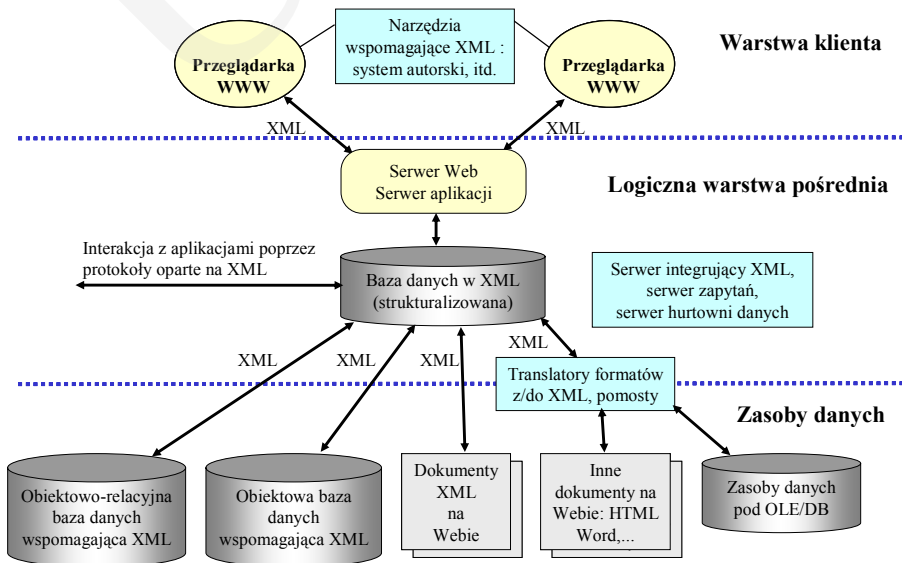 Narzędzia
wspomagające XML :
system autorski, itd.
Warstwa klienta
Przeglądarka
WWW
Przeglądarka
WWW
XML
XML
Serwer Web
Serwer aplikacji
Logiczna warstwa pośrednia
Interakcja z aplikacjami poprzez
protokoły oparte na XML
Baza danych w XML
(strukturalizowana)
Serwer integrujący XML,
serwer zapytań,
serwer hurtowni danych
XML
XML
XML
XML
Translatory formatów
z/do XML, pomosty
Zasoby danych
Obiektowo-relacyjna
baza danych
wspomagająca XML
Obiektowa baza
danych
wspomagająca XML
Dokumenty
XML
na
Webie
Inne
dokumenty na
Webie: HTML
Word,...
Zasoby danych
pod OLE/DB